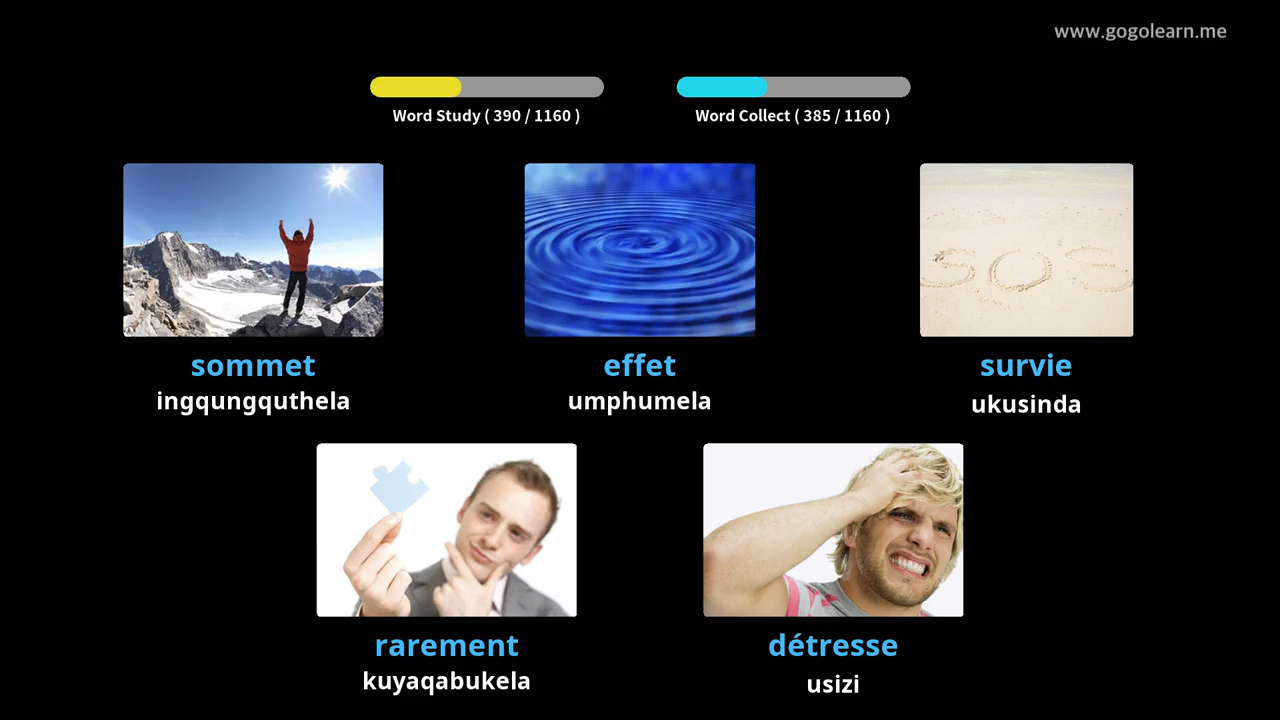 www.gogolearn.me
Word Study ( 390 / 1160 )
Word Collect ( 385 / 1160 )
SOS
sommet
ingqungquthela
effet
umphumela
survie
ukusinda
rarement
kuyaqabukela
détresse
usizi